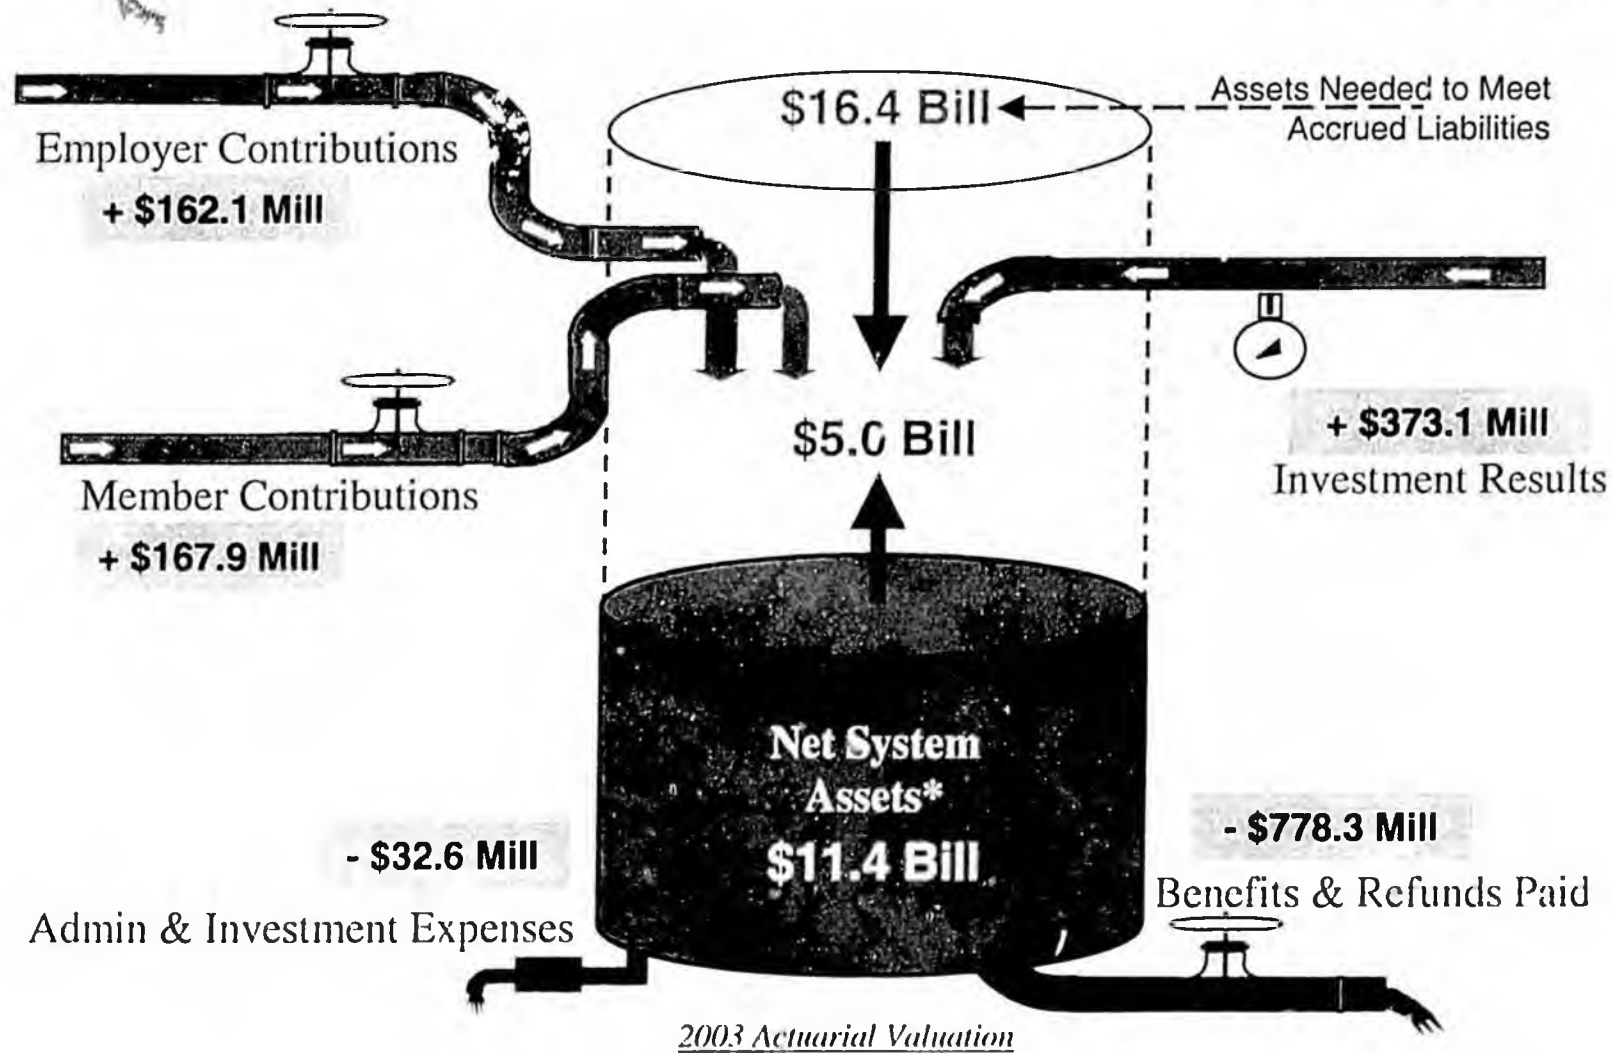 $16.4 Bill
Assets Needed to Meet
Accrued Liabilities
Employer Contributions
+ $162.1 Mill
$5.0 Bill
+ $373.1 Mill
Investment Results
Member Contributions
+ $167.9 Mill
Net System
Assets*
$11.4 Bill
- $32.6 Mill
Admin & Investment Expenses
- $778.3 Mill
Benefits & Refunds Paid
2003 Actuarial Valuation